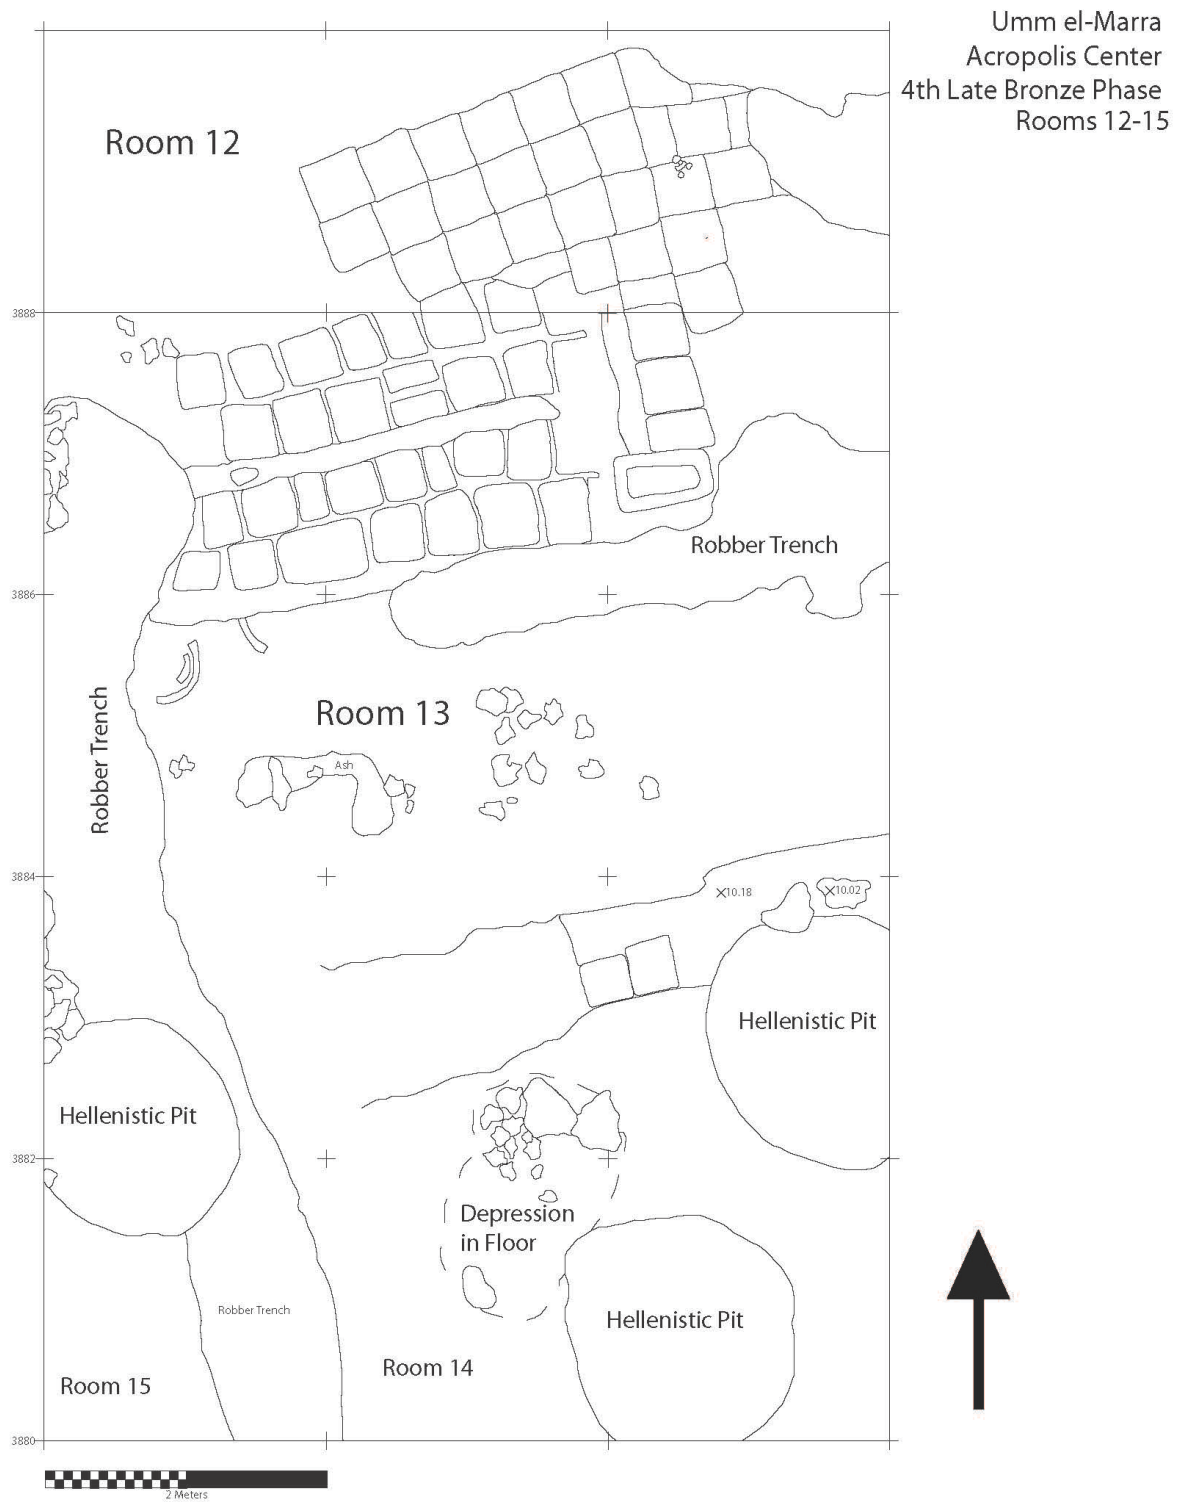 Umm el-Marra
Acropolis Center
4th Late Bronze Phase
Rooms 12-15
Room 12
3888
Robber Trench
3886
Robber Trench
Room 13
Ash
3884
10.18
10.02
Hellenistic Pit
Hellenistic Pit
3882
Depression
in Floor
Robber Trench
Hellenistic Pit
Room 14
Room 15
3880
2 Meters